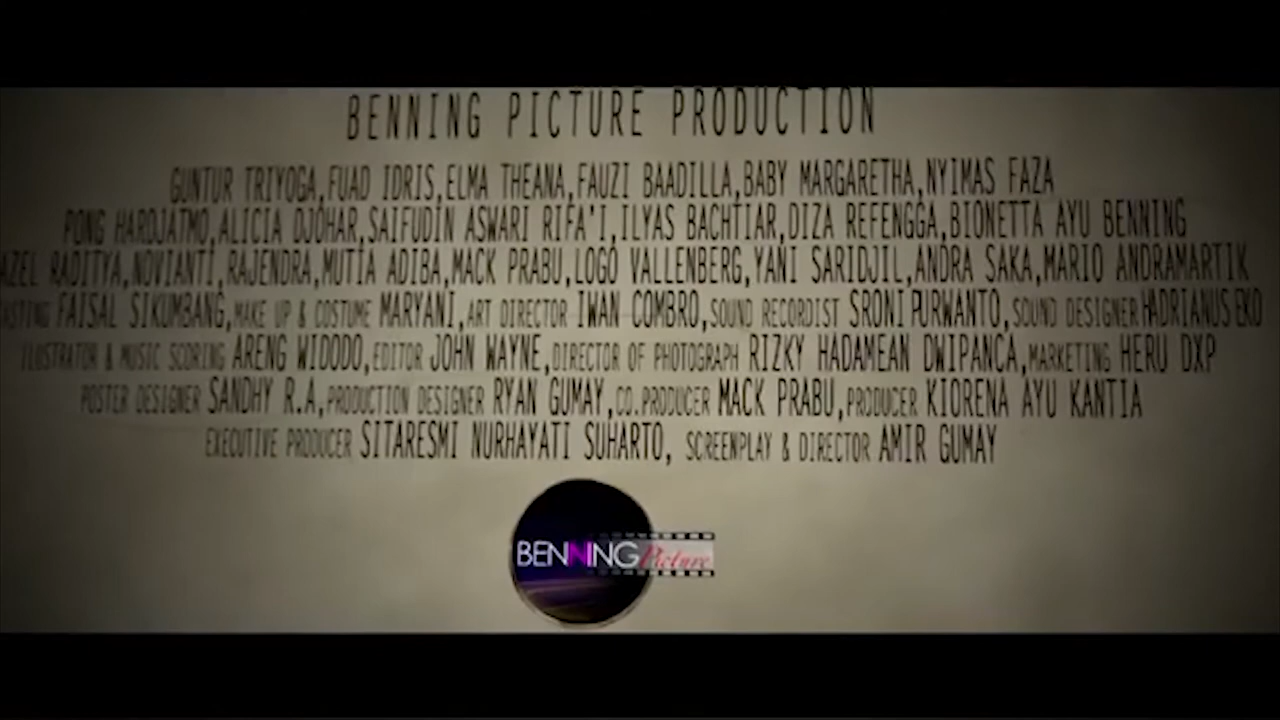 BENNING PICTURE PRODUCTION
GUNTUR TRIYOGA,FUAD IDRIS,ELMA THEANA,FAUZI BAADILLA,BABY MARGARETHA,NYIMAS FAZA
PONG HARDJATMO,ALICIA DJOHAR,SAIFUDIN ASWARI RIFA'I,ILYAS BACHTIAR,DIZA REFENGGA,BIONETTA AYU BENNING
AZEL RADITYA,NOVIANTI,RAJENDRA,MUTIA ADIBA,MACK PRABU,LOGO VALLENBERG,YANI SARIDJIL,ANDRA SAKA,MARIO ANDRAMARTIK
ASTING FAISAL SIKUMBANG,MAKE UP & COSTUME MARYANI,ART DIRECTOR IWAN COMBRO,SOUND RECORDIST SRONI PURWANTO,SOUND DESIGNER HADRIANUS EKO
ILUSTRATOR & MUSIC SCORING ARENG WIDODO,EDITOR JOHN WAYNE,DIRECTOR OF PHOTOGRAPH RIZKY HADAMEAN DWIPANCA,MARKETING HERU DXP
POSTER DESIGNER SANDHY R.A,PRODUCTION DESIGNER RYAN GUMAY,CO.PRODUCER MACK PRABU,PRODUCER KIORENA AYU KANTIA
EXECUTIVE PRODUCER SITARESMI NURHAYATI SUHARTO, SCREENPLAY & DIRECTOR AMIR GUMAY
BENNING Picture